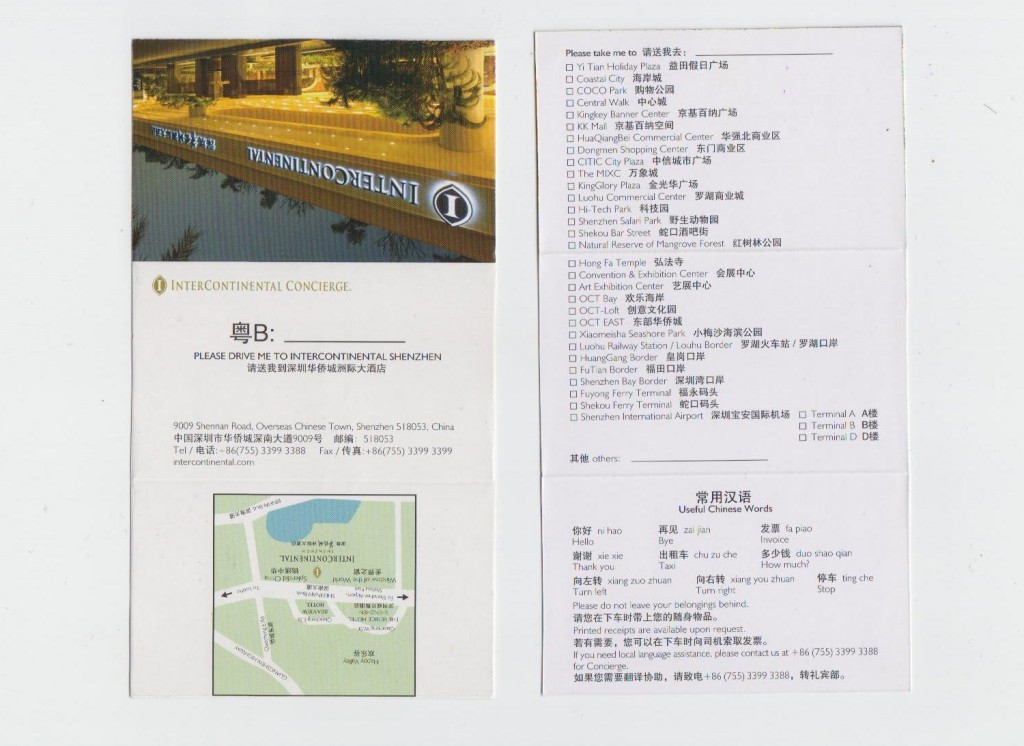 INTERCONTINENTAL
INTERCONTINENTAL CONCIERGE.
粤B:
PLEASE DRIVE ME TO INTERCONTINENTAL SHENZHEN
请送我到深圳华侨城洲际大酒店
9009 Shennan Road, Overseas Chinese Town, Shenzhen 518053, China
中国深圳市华侨城深南大道9009号 邮编: 518053
Tel / 电话:+86(755) 3399 3388 Fax / 传真:+86(755) 3399 3399
intercontinental.com
INTERCONTINENTAL
SHENZHEN
Splendid China
锦绣中华
Window of the World
世界之窗
SEAVIEW
HOTEL
Happy Valley
欢乐谷
Please take me to 请送我去:
Yi Tian Holiday Plaza 益田假日广场
Coastal City 海岸城
COCO Park 购物公园
Central Walk 中心城
Kingkey Banner Center 京基百纳广场
KK Mall 京基百纳空间
HuaQiangBei Commercial Center 华强北商业区
Dongmen Shopping Center 东门商业区
CITIC City Plaza 中信城市广场
The MIXC 万象城
KingGlory Plaza 金光华广场
Luohu Commercial Center 罗湖商业城
Hi-Tech Park 科技园
Shenzhen Safari Park 野生动物园
Shekou Bar Street 蛇口酒吧街
Natural Reserve of Mangrove Forest 红树林公园
Hong Fa Temple 弘法寺
Convention & Exhibition Center 会展中心
Art Exhibition Center 艺展中心
OCT Bay 欢乐海岸
OCT-Loft 创意文化园
OCT EAST 东部华侨城
Xiaomeisha Seashore Park 小梅沙海滨公园
Luohu Railway Station / Louhu Border 罗湖火车站 / 罗湖口岸
HuangGang Border 皇岗口岸
FuTian Border 福田口岸
Shenzhen Bay Border 深圳湾口岸
Fuyong Ferry Terminal 福永码头
Shekou Ferry Terminal 蛇口码头
Shenzhen International Airport 深圳宝安国际机场 Terminal A A楼
Terminal B B楼
Terminal D D楼
其他 others:
常用汉语
Useful Chinese Words
你好 ni hao 再见 zai jian 发票 fa piao
Hello Bye Invoice
谢谢 xie xie 出租车 chu zu che 多少钱 duo shao qian
Thank you Taxi How much?
向左转 xiang zuo zhuan 向右转 xiang you zhuan 停车 ting che
Turn left Turn right Stop
Please do not leave your belongings behind.
请您在下车时带上您的随身物品。
Printed receipts are available upon request.
若有需要，您可以在下车时向司机索取发票。
If you need local language assistance, please contact us at +86 (755) 3399 3388
for Concierge.
如果您需要翻译协助，请致电+86 (755) 3399 3388，转礼宾部。